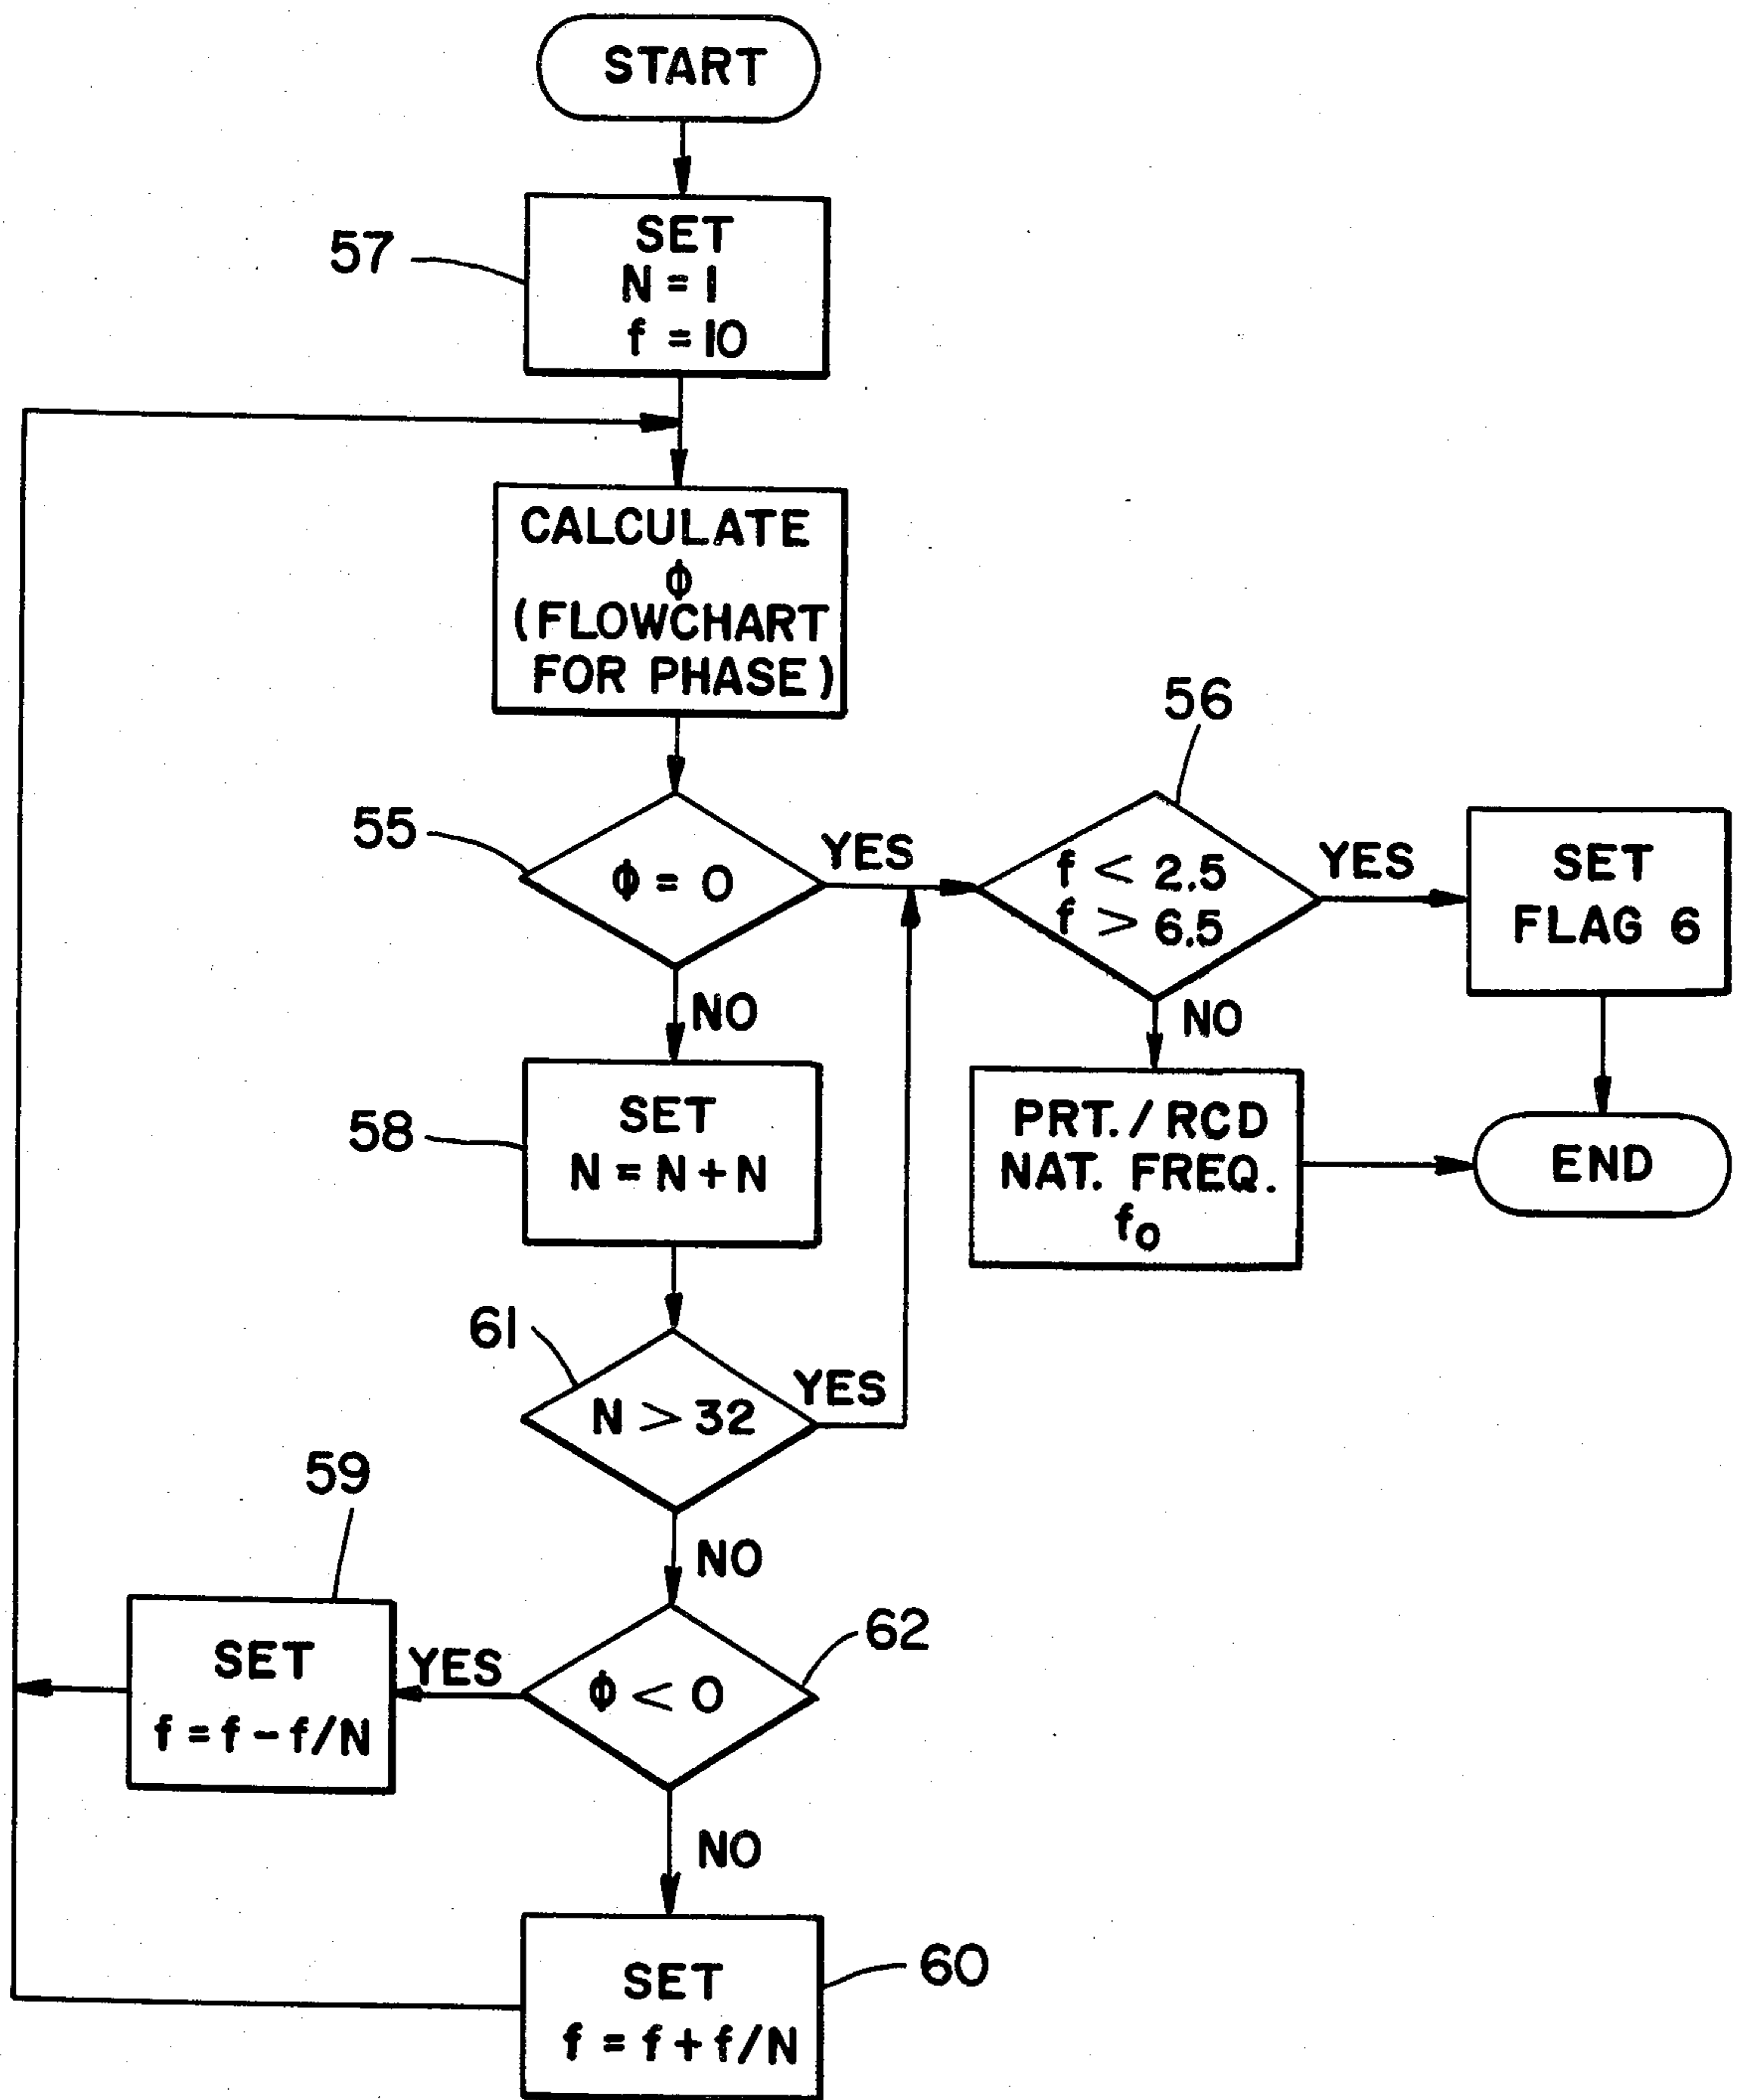 START
57
SET
N = 1
f = 10
CALCULATE
ϕ
(FLOWCHART
FOR PHASE)
55
ϕ = 0
YES
56
f < 2.5
f > 6.5
YES
SET
FLAG 6
NO
NO
58
SET
N = N + N
PRT./RCD
NAT. FREQ.
fo
END
61
N > 32
YES
NO
59
SET
f = f - f/N
YES
62
ϕ < 0
NO
60
SET
f = f + f/N